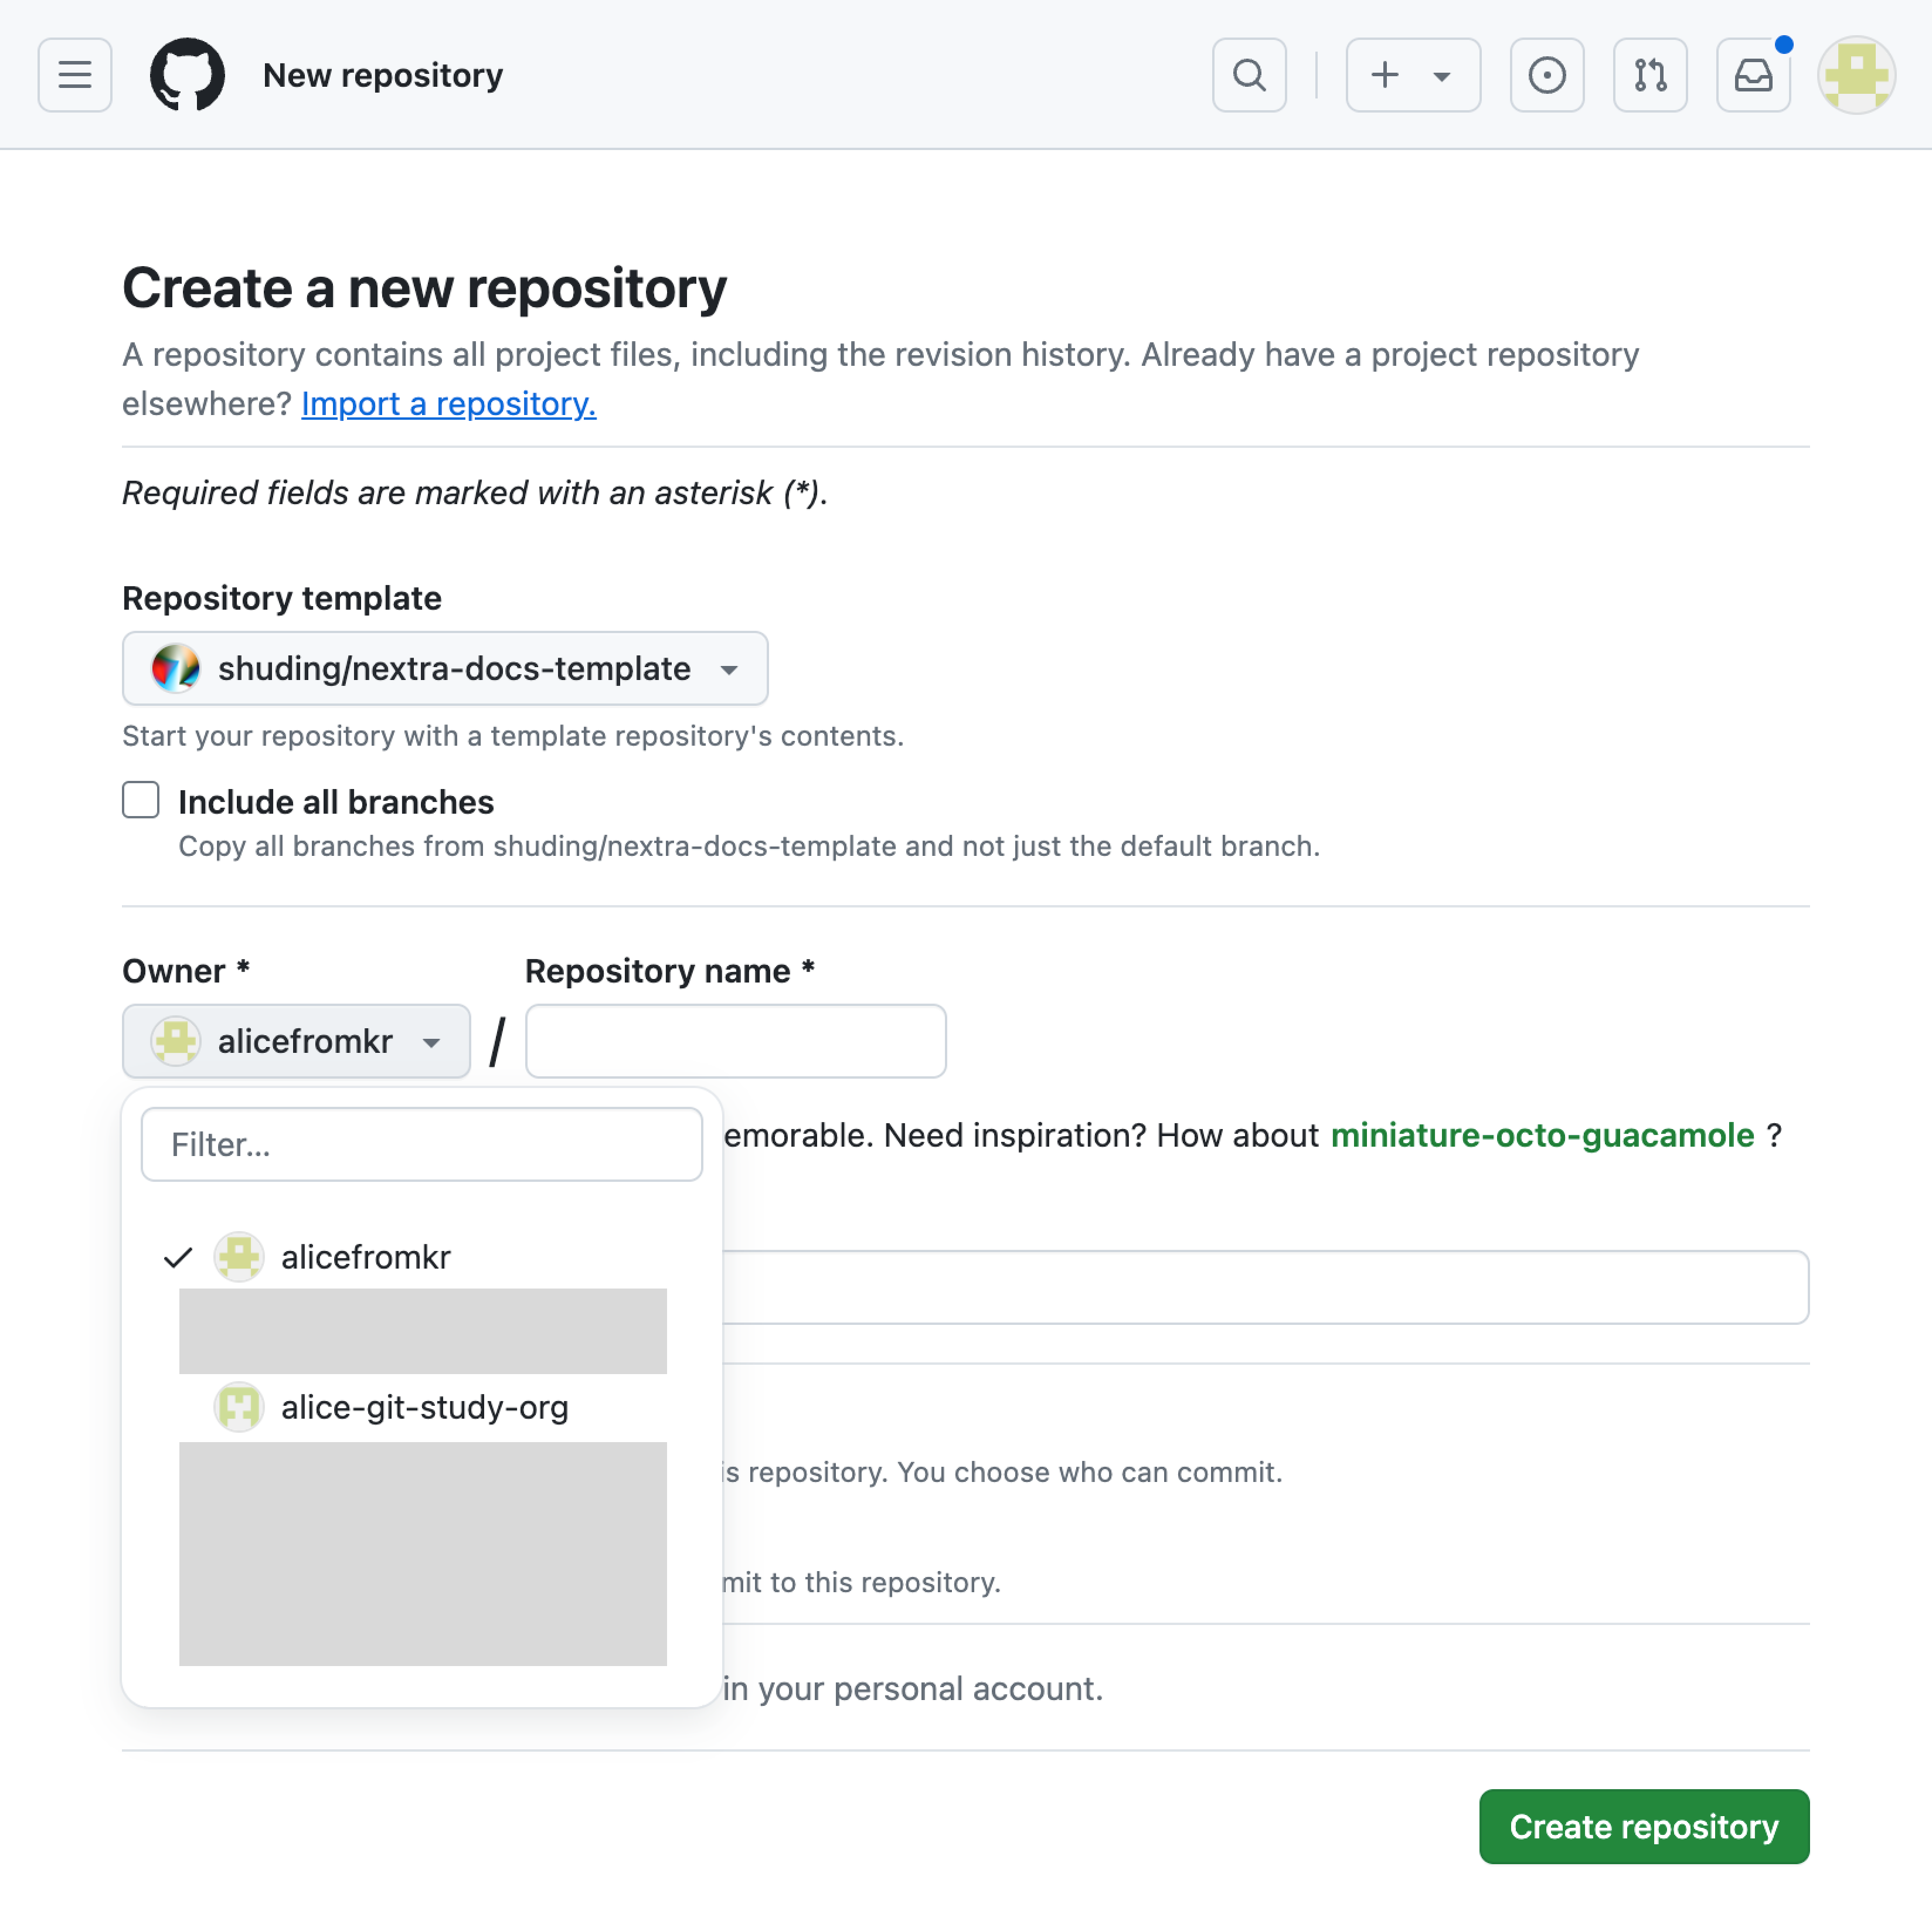 New repository
Create a new repository
A repository contains all project files, including the revision history. Already have a project repository
elsewhere? Import a repository.
Required fields are marked with an asterisk (*).
Repository template
shuding/nextra-docs-template
Start your repository with a template repository's contents.
Include all branches
Copy all branches from shuding/nextra-docs-template and not just the default branch.
Owner * Repository name *
alicefromkr /
emorable. Need inspiration? How about miniature-octo-guacamole ?
Filter...
alicefromkr
alice-git-study-org
is repository. You choose who can commit.
mit to this repository.
in your personal account.
Create repository